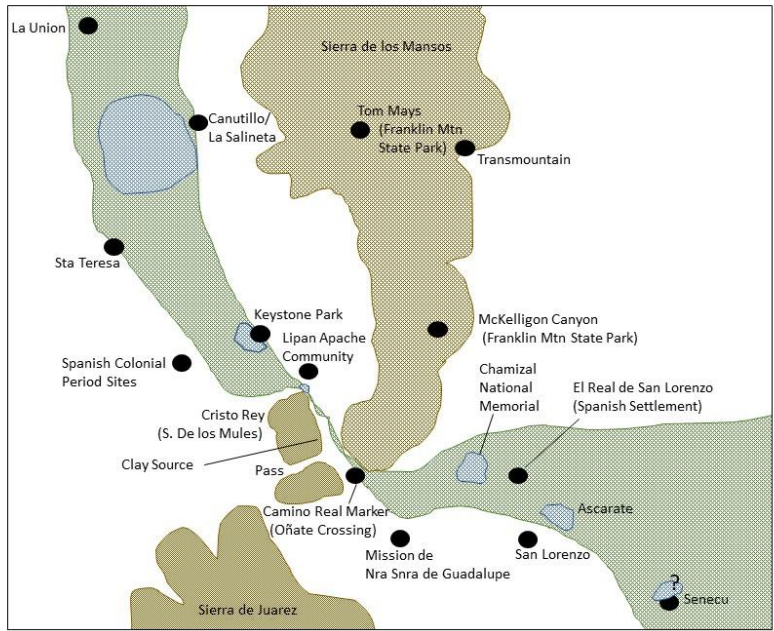 La Union
Sierra de los Mansos
Canutillo/
La Salineta
Tom Mays
(Franklin Mtn
State Park)
Transmountain
Sta Teresa
Keystone Park
Lipan Apache
Community
McKelligon Canyon
(Franklin Mtn State Park)
Spanish Colonial
Period Sites
Chamizal
National
Memorial
El Real de San Lorenzo
(Spanish Settlement)
Cristo Rey
(S. De los Mules)
Clay Source
Pass
Camino Real Marker
(Oñate Crossing)
Ascarate
Mission de
Nra Snra de Guadalupe
San Lorenzo
?
Senecu
Sierra de Juarez